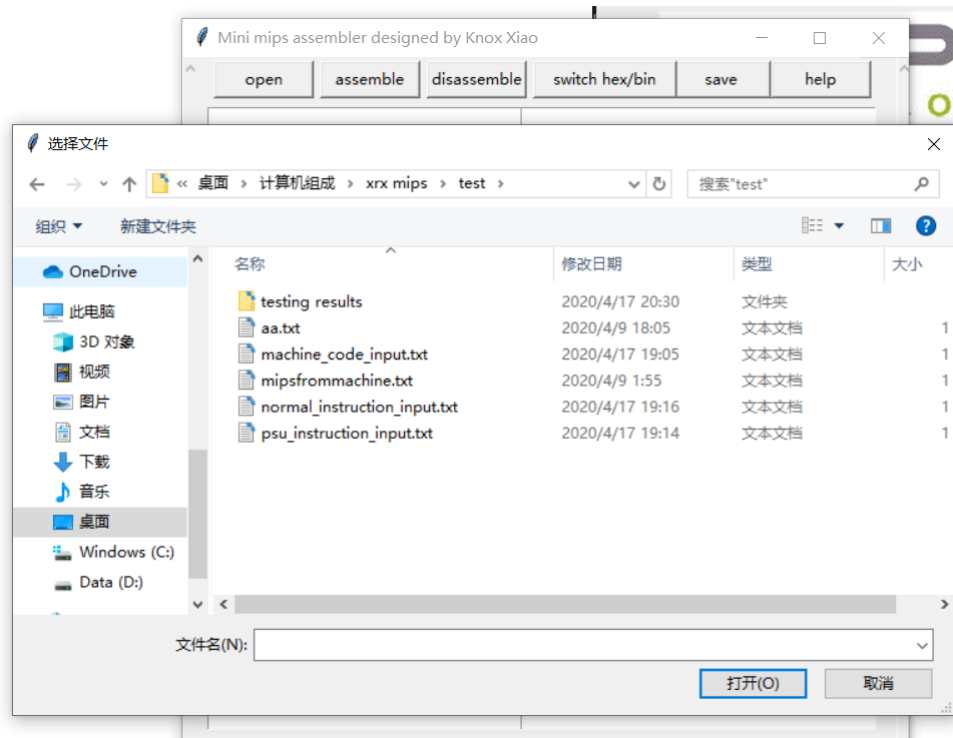 Mini mips assembler designed by Knox Xiao
open assemble disassemble switch hex/bin save help
选择文件
« 桌面 › 计算机组成 › xrx mips › test › 搜索"test"
组织 新建文件夹
名称 修改日期 类型 大小
OneDrive
此电脑
3D 对象
视频
图片
文档
下载
音乐
桌面
Windows (C:)
Data (D:)
testing results 2020/4/17 20:30 文件夹
aa.txt 2020/4/9 18:05 文本文档 1
machine_code_input.txt 2020/4/17 19:05 文本文档 1
mipsfrommachine.txt 2020/4/9 1:55 文本文档 1
normal_instruction_input.txt 2020/4/17 19:16 文本文档 1
psu_instruction_input.txt 2020/4/17 19:14 文本文档 1
文件名(N):
打开(O) 取消